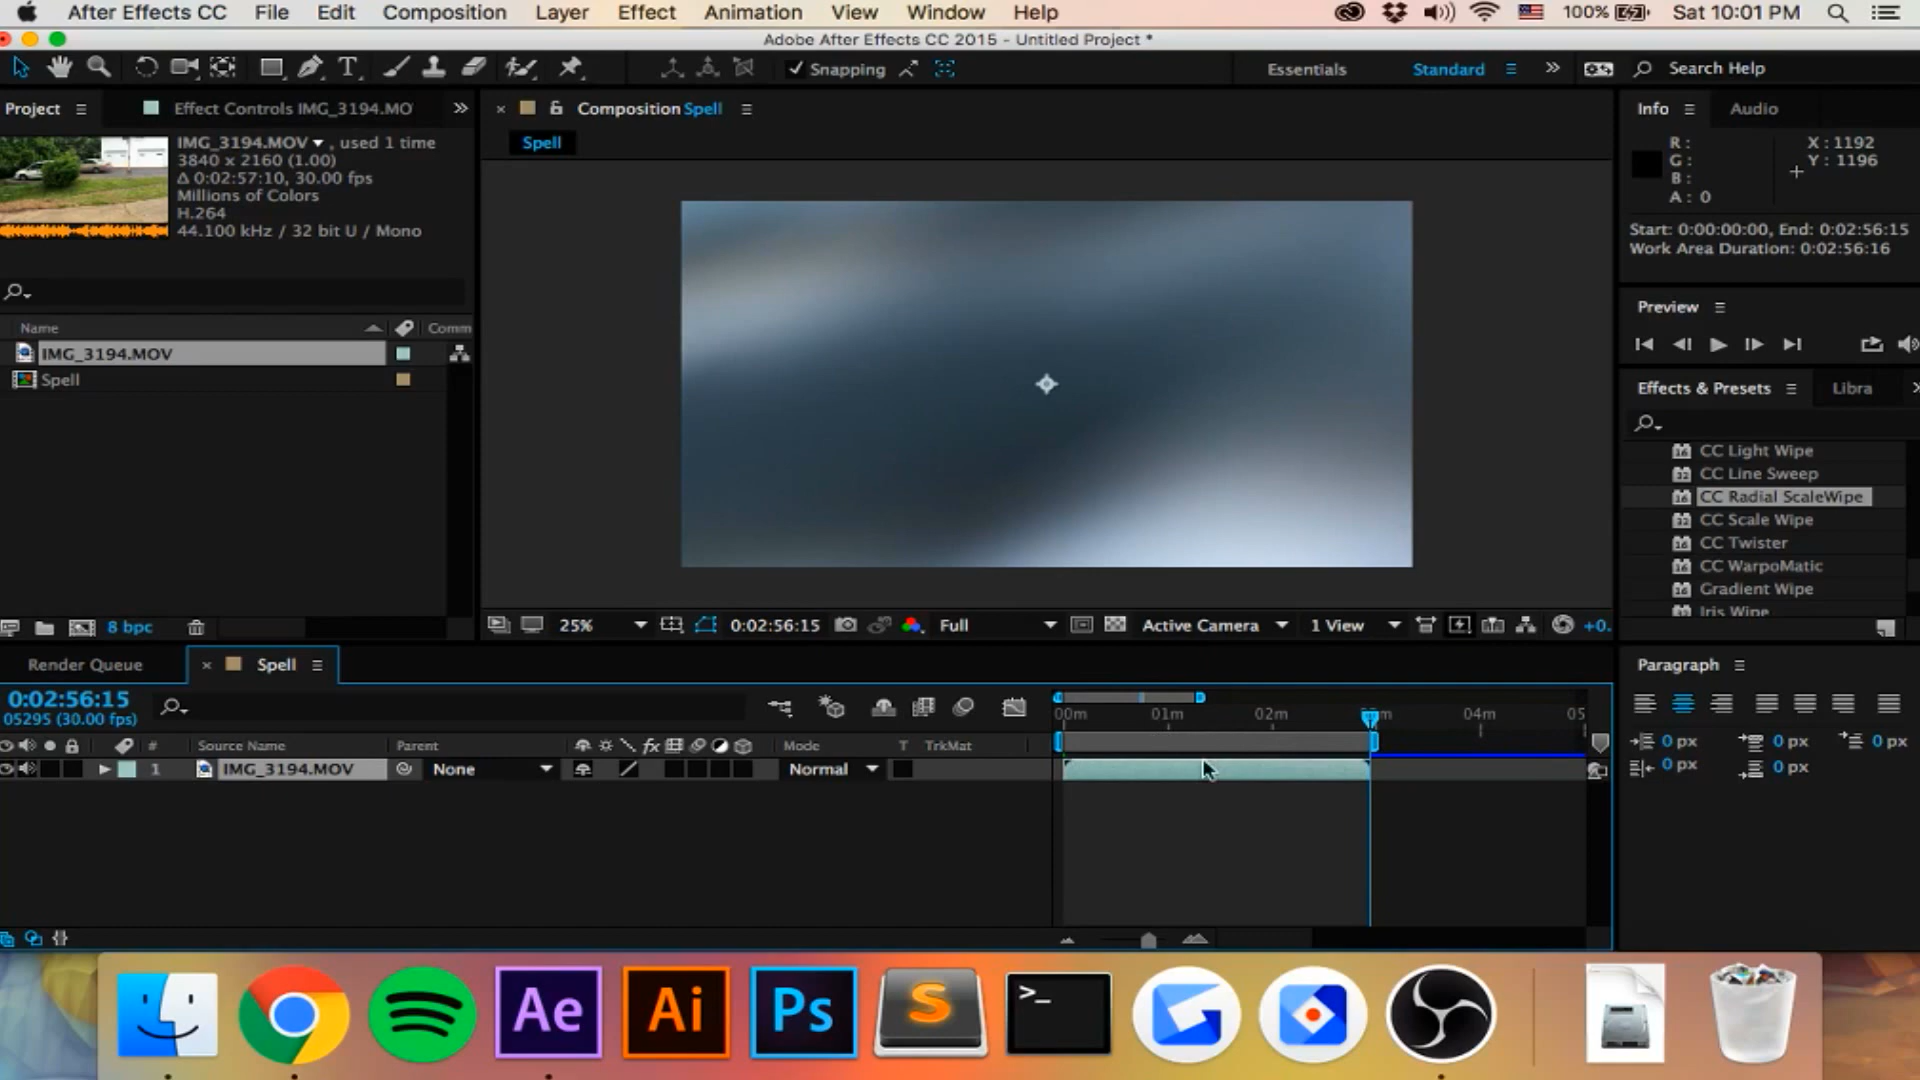 After Effects CC File Edit Composition Layer Effect Animation View Window Help 100% Sat 10:01 PM
Adobe After Effects CC 2015 - Untitled Project *
Snapping Essentials Standard Search Help
Project Effect Controls IMG_3194.MO
Composition Spell
Info Audio
Spell
IMG_3194.MOV , used 1 time
3840 x 2160 (1.00)
Δ 0:02:57:10, 30.00 fps
Millions of Colors
H.264
44.100 kHz / 32 bit U / Mono
R :
G :
B :
A : 0
X : 1192
Y : 1196
Start: 0:00:00:00, End: 0:02:56:15
Work Area Duration: 0:02:56:16
Preview
Name Comm
IMG_3194.MOV
Spell
Effects & Presets Libra
CC Light Wipe
CC Line Sweep
CC Radial ScaleWipe
CC Scale Wipe
CC Twister
CC WarpoMatic
Gradient Wipe
Iris Wipe
8 bpc
25% 0:02:56:15 Full Active Camera 1 View +0.
Render Queue Spell
Paragraph
0:02:56:15
05295 (30.00 fps)
00m 01m 02m 04m 05
# Source Name Parent fx Mode T TrkMat
1 IMG_3194.MOV None Normal
0 px 0 px 0 px
0 px 0 px
Ae Ai Ps S >_